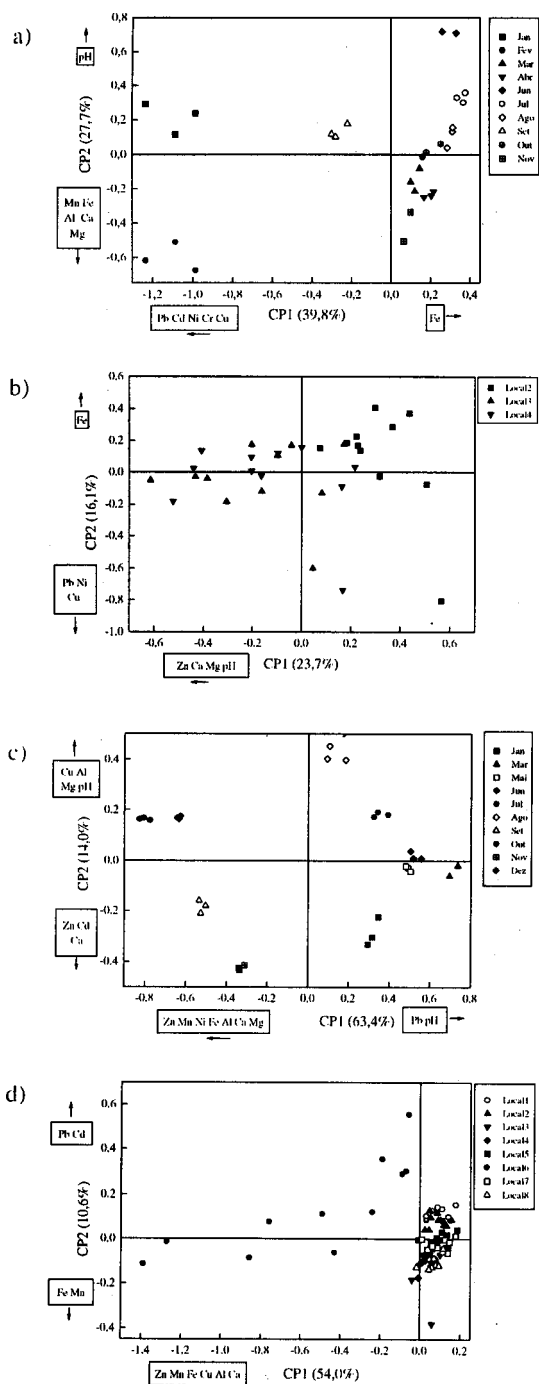 a)
pH
CP2 (27,7%)
Mn Fe
Al Ca
Mg
0,8
0,6
0,4
0,2
0,0
-0,2
-0,4
0,6
-1,2 -1,0 -0,8 -0,6 -0,4 -0,2 0,0 0,2 0,4
Pb Cd Ni Cr Cu
CP1 (39,8%)
Fe
Jan
Fev
Mar
Abr
Jun
Jul
Ago
Set
Out
Nov
b)
Fe
CP2 (16,1%)
Pb Ni
Cu
0,6
0,4
0,2
0,0
-0,2
-0,4
-0,6
-0,8
-1,0
-0,6 -0,4 -0,2 0,0 0,2 0,4 0,6
Zn Ca Mg pH
CP1 (23,7%)
Local2
Local3
Local4
c)
Cu Al
Mg pH
CP2 (14,0%)
Zn Cd
Ca
0,4
0,2
0,0
-0,2
-0,4
-0,8 -0,6 -0,4 -0,2 0,0 0,2 0,4 0,6 0,8
Zn Mn Ni Fe Al Ca Mg
CP1 (63,4%)
Pb pH
Jan
Mar
Mai
Jun
Jul
Ago
Set
Out
Nov
Dez
d)
Pb Cd
CP2 (10,6%)
Fe Mn
0,6
0,4
0,2
0,0
-0,2
-0,4
-1.4 -1.2 -1.0 -0.8 -0.6 -0.4 -0.2 0.0 0.2
Zn Mn Fe Cu Al Ca
CP1 (54,0%)
Local1
Local2
Local3
Local4
Local5
Local6
Local7
Local8